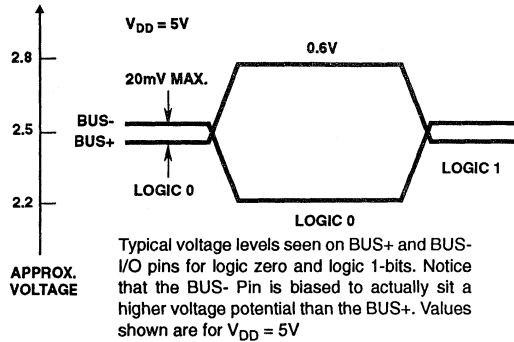 V_DD = 5V
0.6V
2.8
20mV MAX.
BUS-
2.5
BUS+
LOGIC 0
LOGIC 1
2.2
LOGIC 0
APPROX.
VOLTAGE
Typical voltage levels seen on BUS+ and BUS-
I/O pins for logic zero and logic 1-bits. Notice
that the BUS- Pin is biased to actually sit a
higher voltage potential than the BUS+. Values
shown are for V_DD = 5V